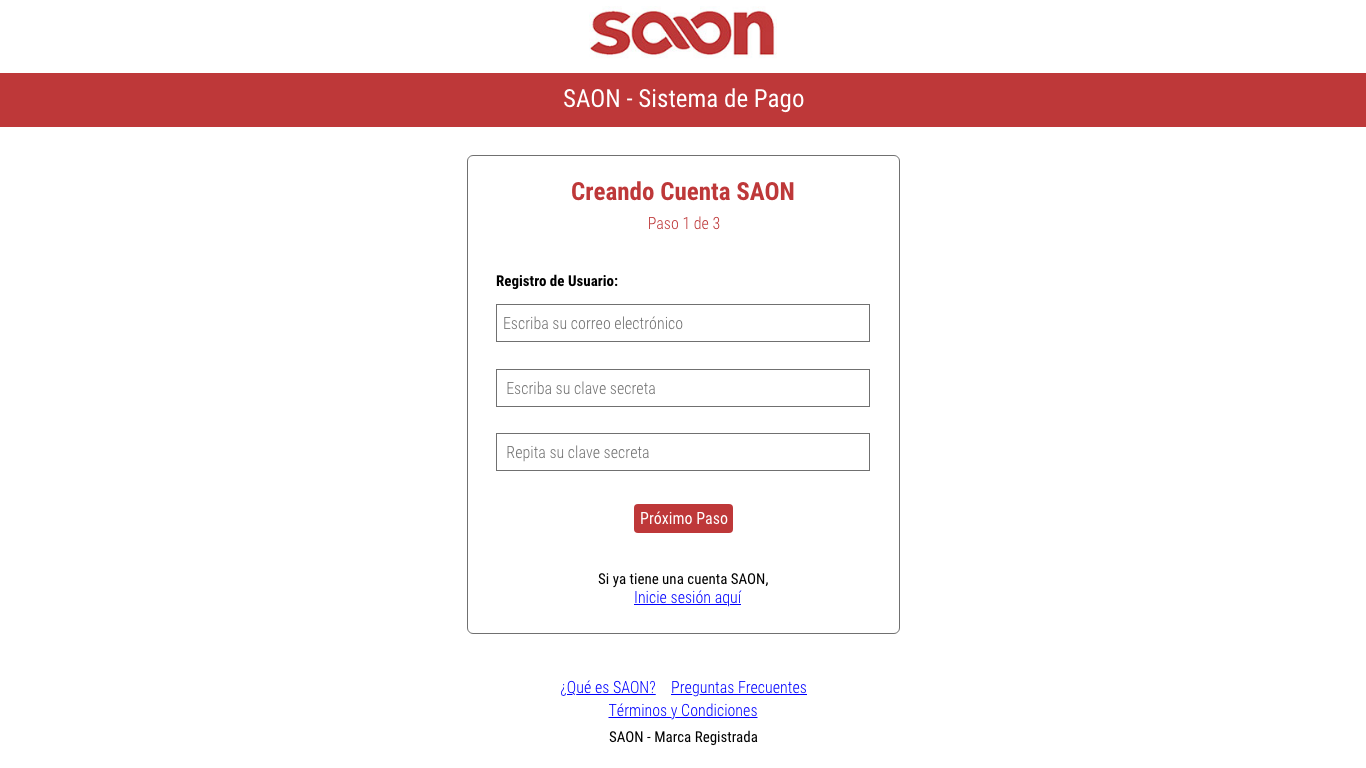 saon
SAON - Sistema de Pago
Creando Cuenta SAON
Paso 1 de 3
Registro de Usuario:
Escriba su correo electrónico
Escriba su clave secreta
Repita su clave secreta
Próximo Paso
Si ya tiene una cuenta SAON,
Inicie sesión aquí
¿Qué es SAON? Preguntas Frecuentes
Términos y Condiciones
SAON - Marca Registrada